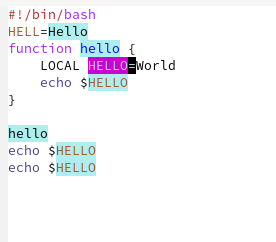 #!/bin/bash
HELL=Hello
function hello {
    LOCAL HELLO=World
    echo $HELLO
}

hello
echo $HELLO
echo $HELLO